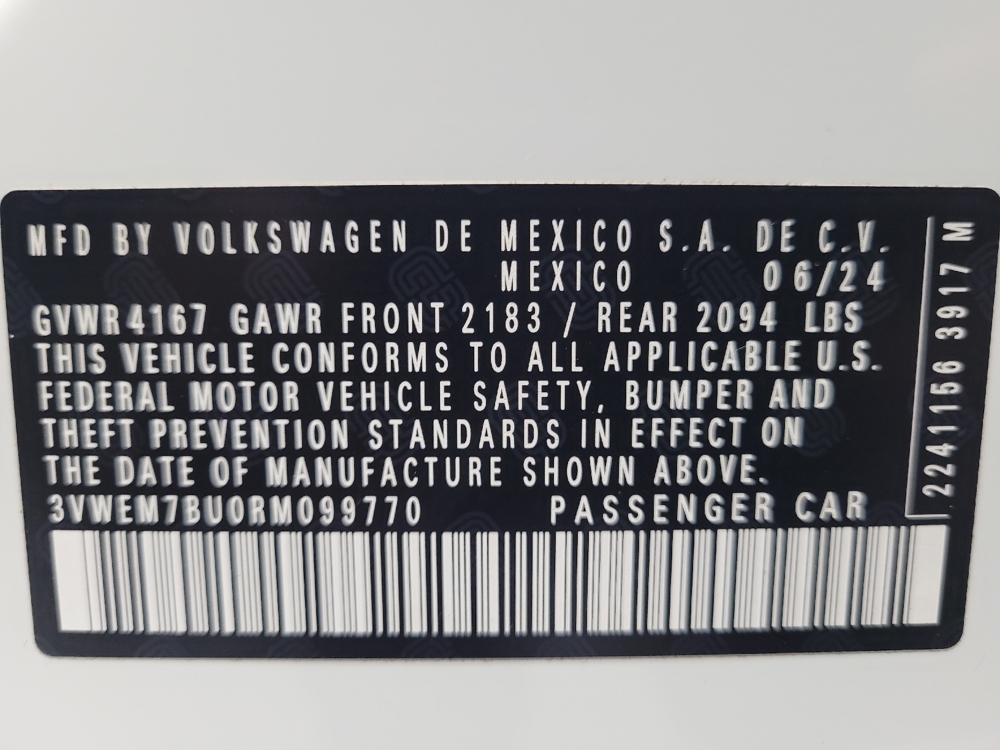 MFD BY VOLKSWAGEN DE MEXICO S.A. DE C.V.
MEXICO 06/24
GVWR 4167 GAWR FRONT 2183 / REAR 2094 LBS
THIS VEHICLE CONFORMS TO ALL APPLICABLE U.S.
FEDERAL MOTOR VEHICLE SAFETY, BUMPER AND
THEFT PREVENTION STANDARDS IN EFFECT ON
THE DATE OF MANUFACTURE SHOWN ABOVE.
3VWEM7BU0RM099770 PASSENGER CAR
2241156 3917 M